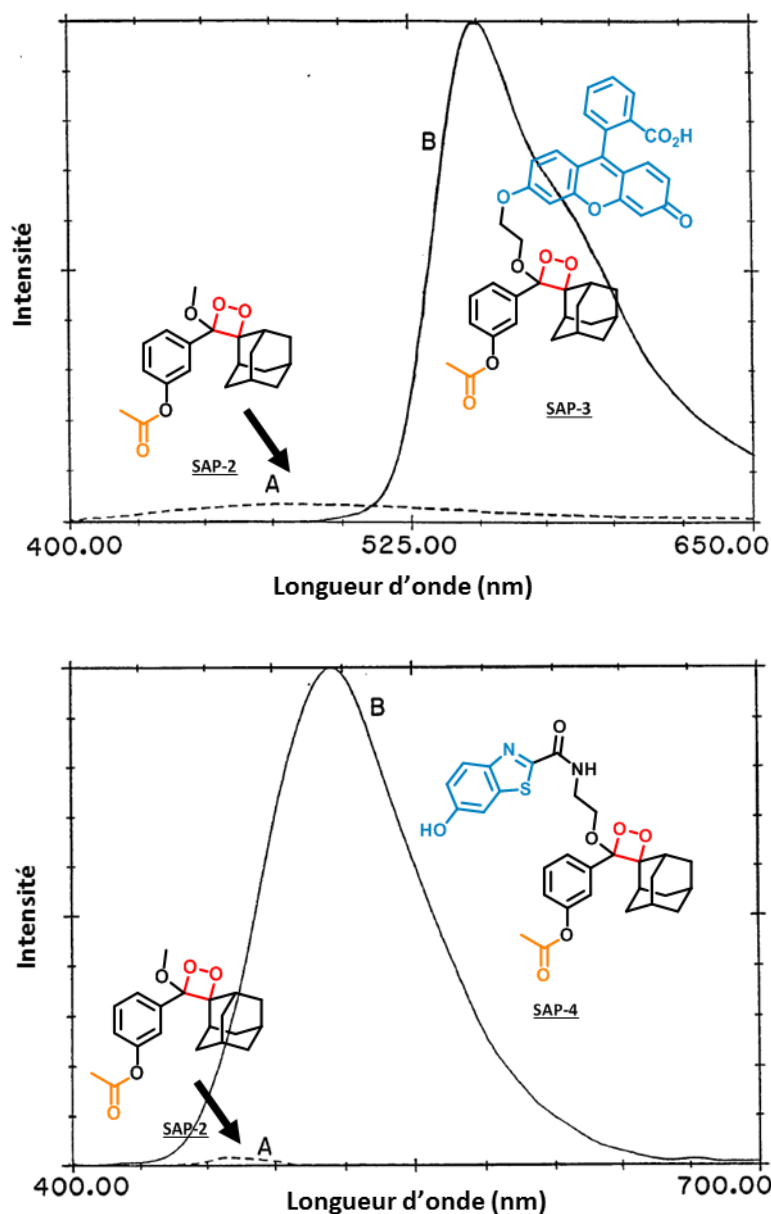 Intensité
B
CO₂H
O
O
O
O
O
O
O
O
O
O
O
O
O
SAP-3
SAP-2
A
400.00
525.00
650.00
Longueur d'onde (nm)
Intensité
B
O
N
NH
S
HO
O
O
O
O
O
O
O
O
O
O
SAP-4
SAP-2
A
400.00
700.00
Longueur d'onde (nm)